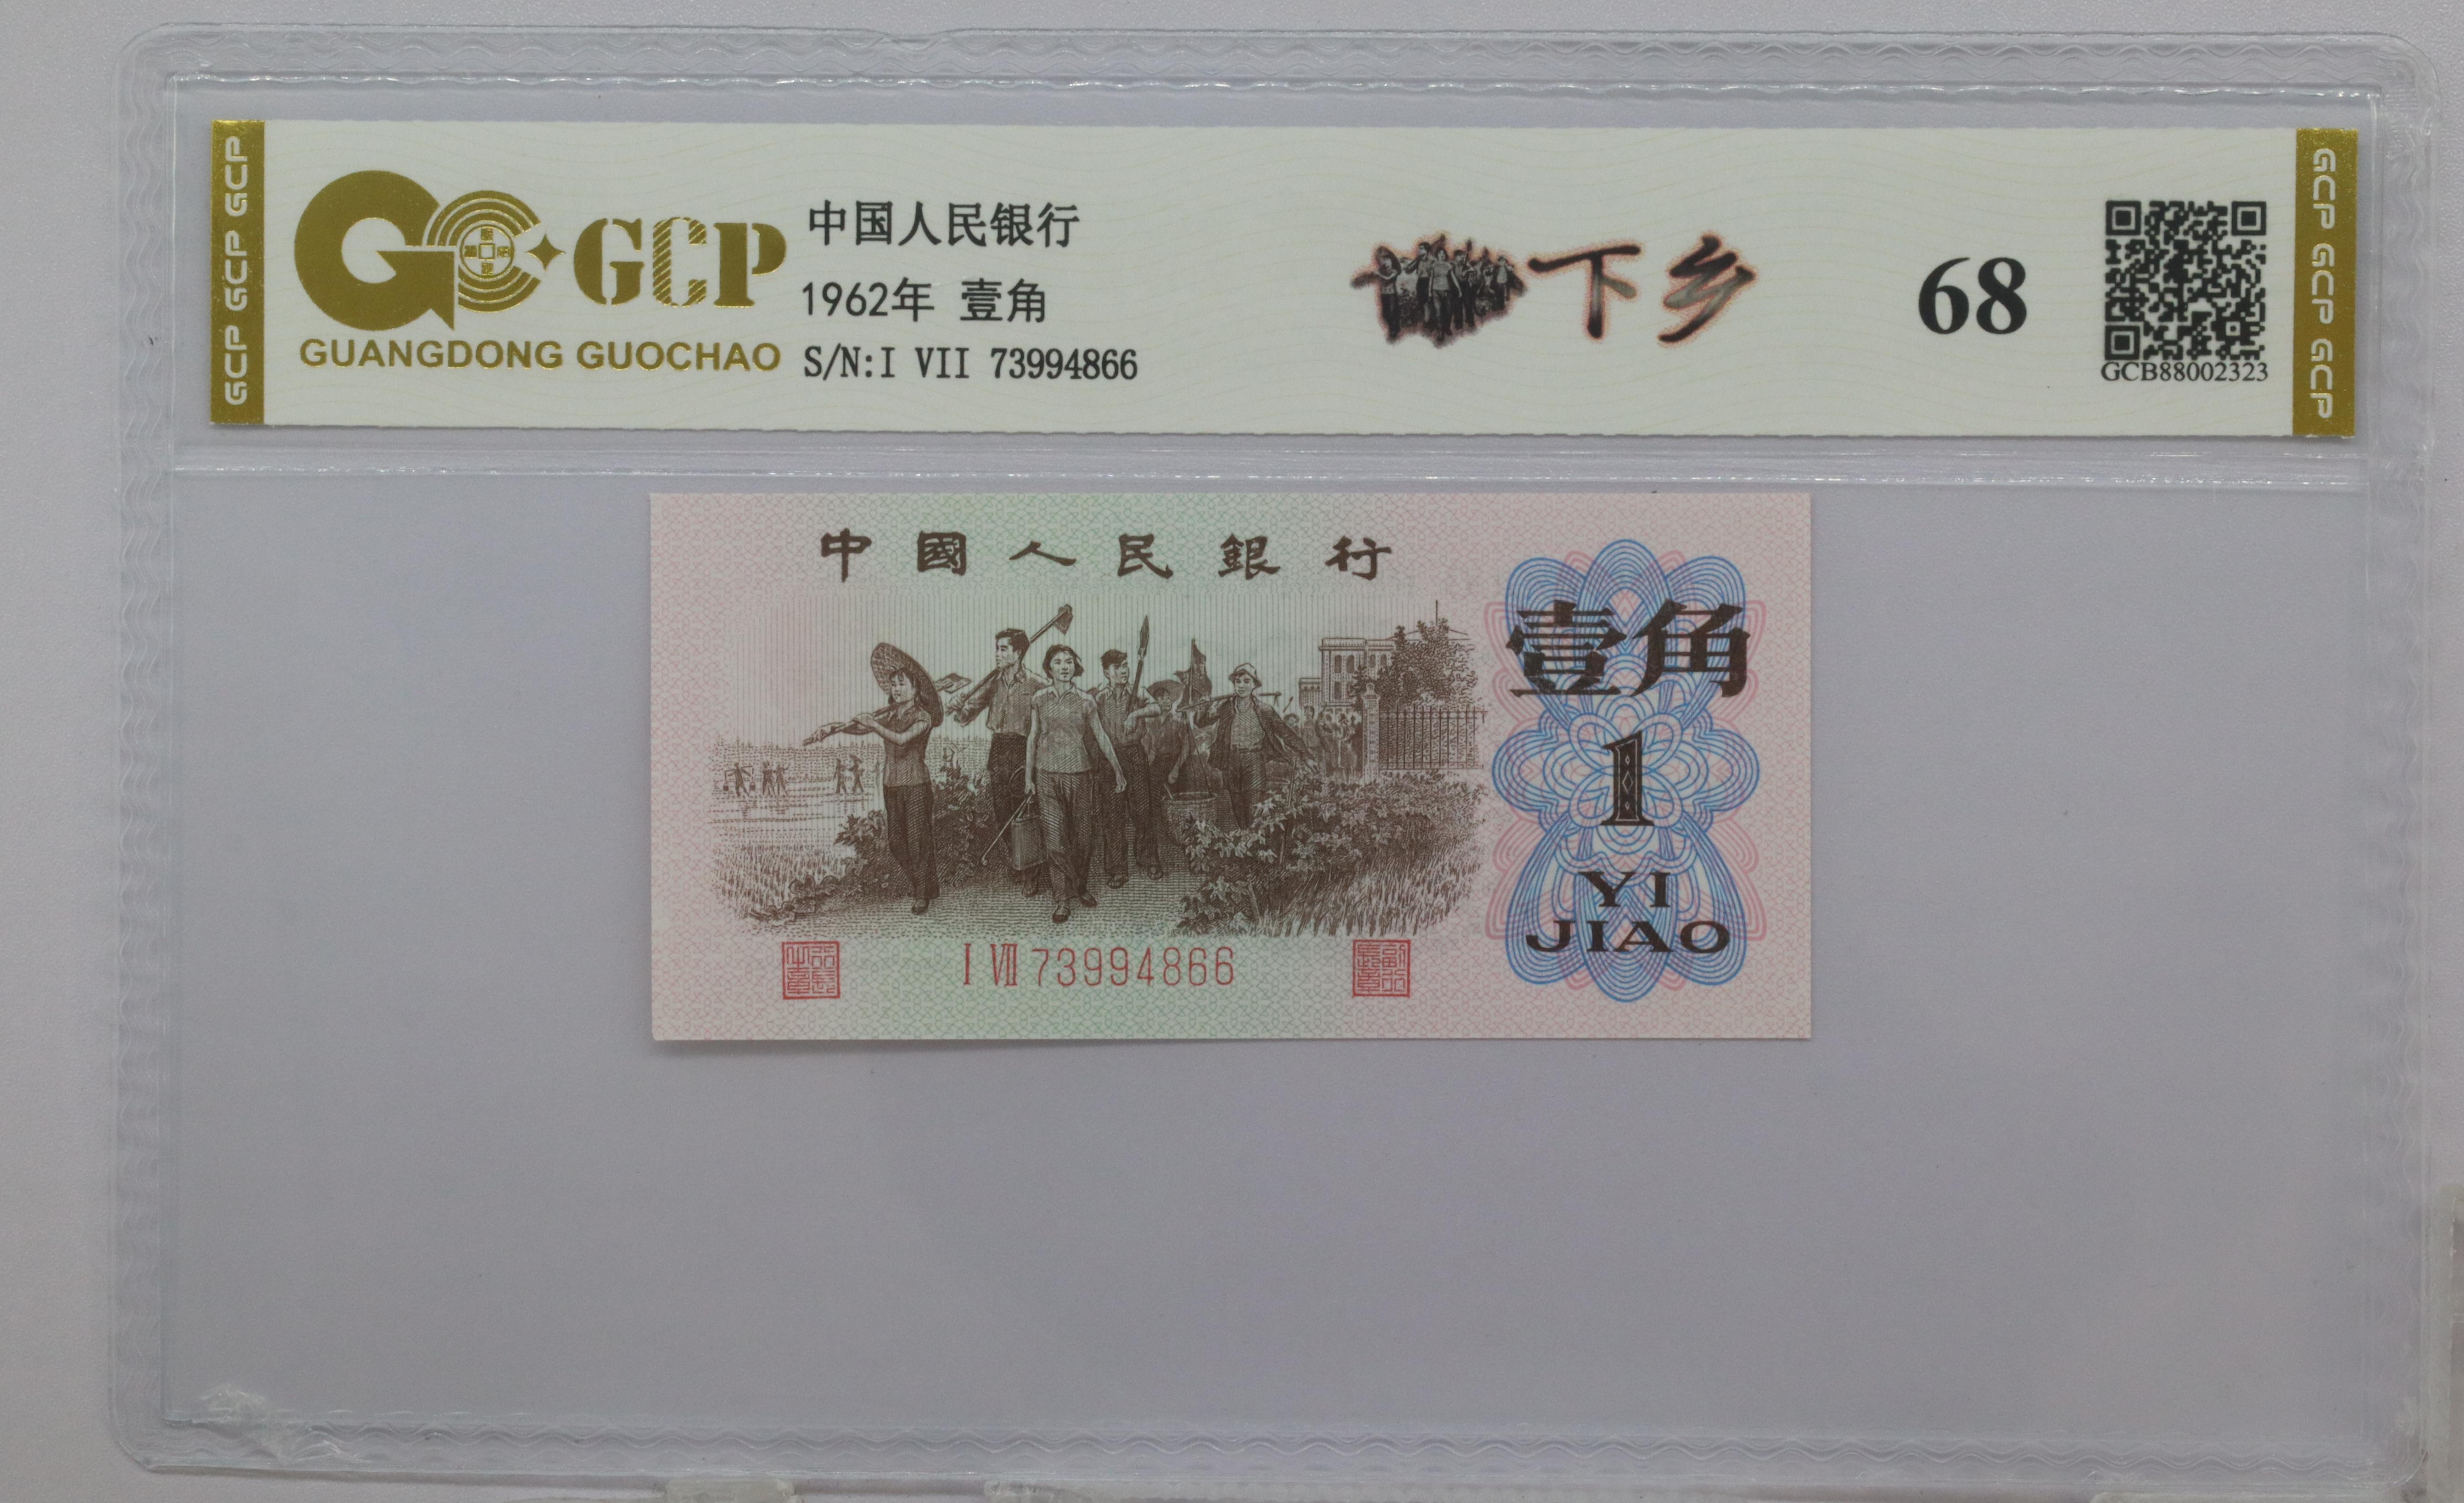 GCP GCP GCP
GCP
GUANGDONG GUOCHAO
中国人民银行
1962年 壹角
S/N:I VII 73994866
下乡
68
GCB88002323
GCP GCP GCP GCP
中國人民銀行
壹角
1
YI
JIAO
I VII 73994866